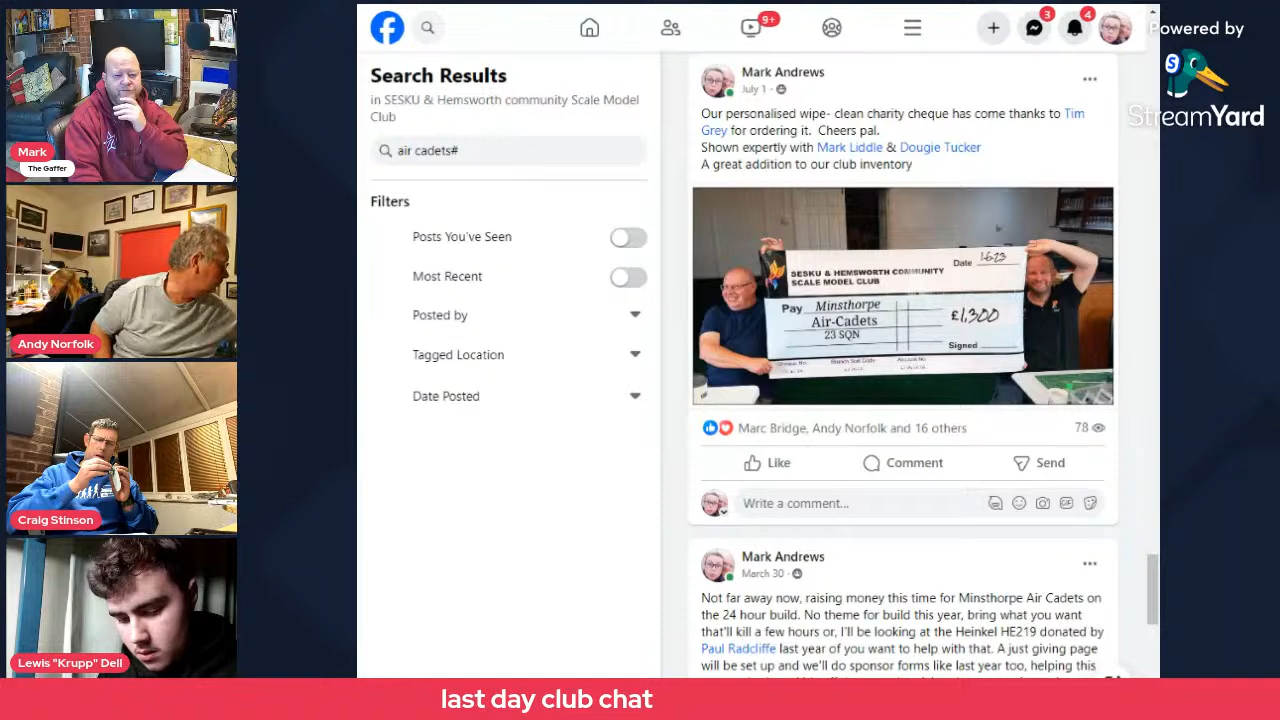 Mark
The Gaffer
Andy Norfolk
Craig Stinson
Lewis "Krupp" Dell
9+
3
4
Search Results
in SESKU & Hemsworth community Scale Model
Club
air cadets#
Filters
Posts You've Seen
Most Recent
Posted by
Tagged Location
Date Posted
Mark Andrews
July 1 ·
Our personalised wipe- clean charity cheque has come thanks to Tim
Grey for ordering it. Cheers pal.
Shown expertly with Mark Liddle & Dougie Tucker
A great addition to our club inventory
SESKU & HEMSWORTH COMMUNITY
SCALE MODEL CLUB
Date 1.6.23
Pay Minsthorpe
Air-Cadets
23 SQN
£1,300
Signed
Marc Bridge, Andy Norfolk and 16 others
78
Like
Comment
Send
Write a comment...
GIF
Mark Andrews
March 30 ·
Not far away now, raising money this time for Minsthorpe Air Cadets on
the 24 hour build. No theme for build this year, bring what you want
that'll kill a few hours or, I'll be looking at the Heinkel HE219 donated by
Paul Radcliffe last year of you want to help with that. A just giving page
will be set up and we'll do sponsor forms like last year too, helping this
Powered by
S
StreamYard
last day club chat